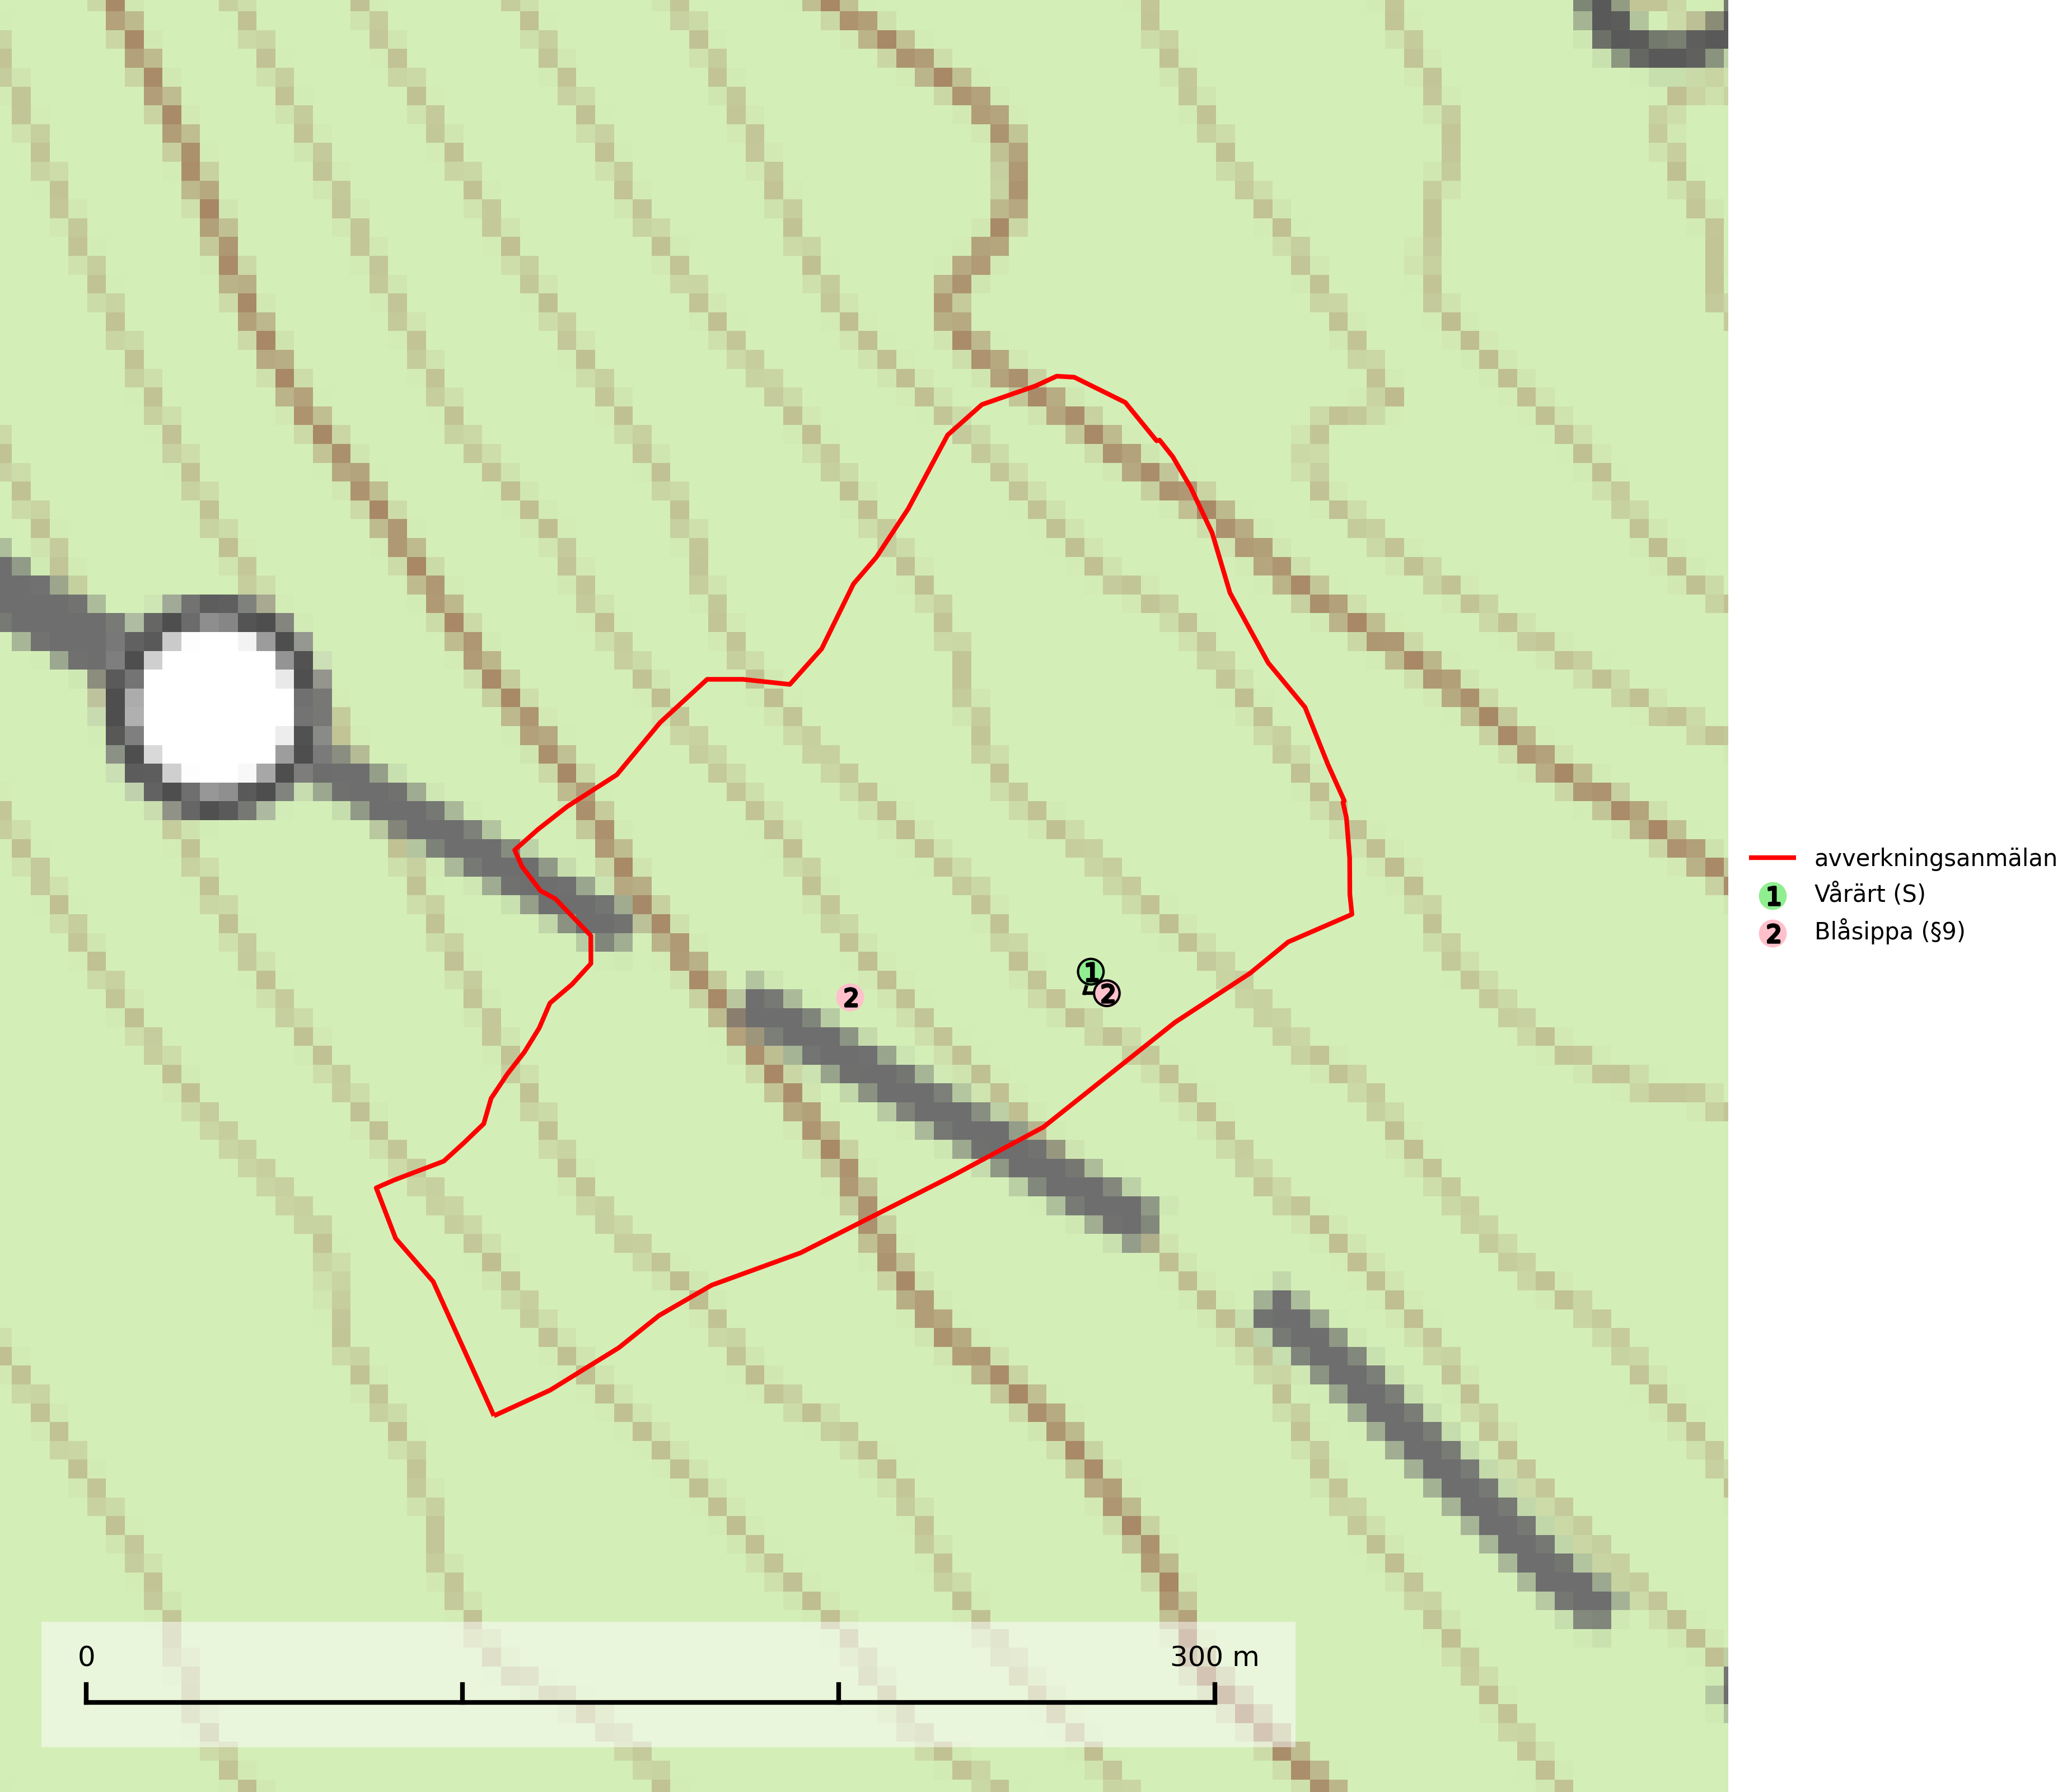 avverkningsanmälan
1 Vårärt (S)
2 Blåsippa (§9)
1
2
2
0
300 m